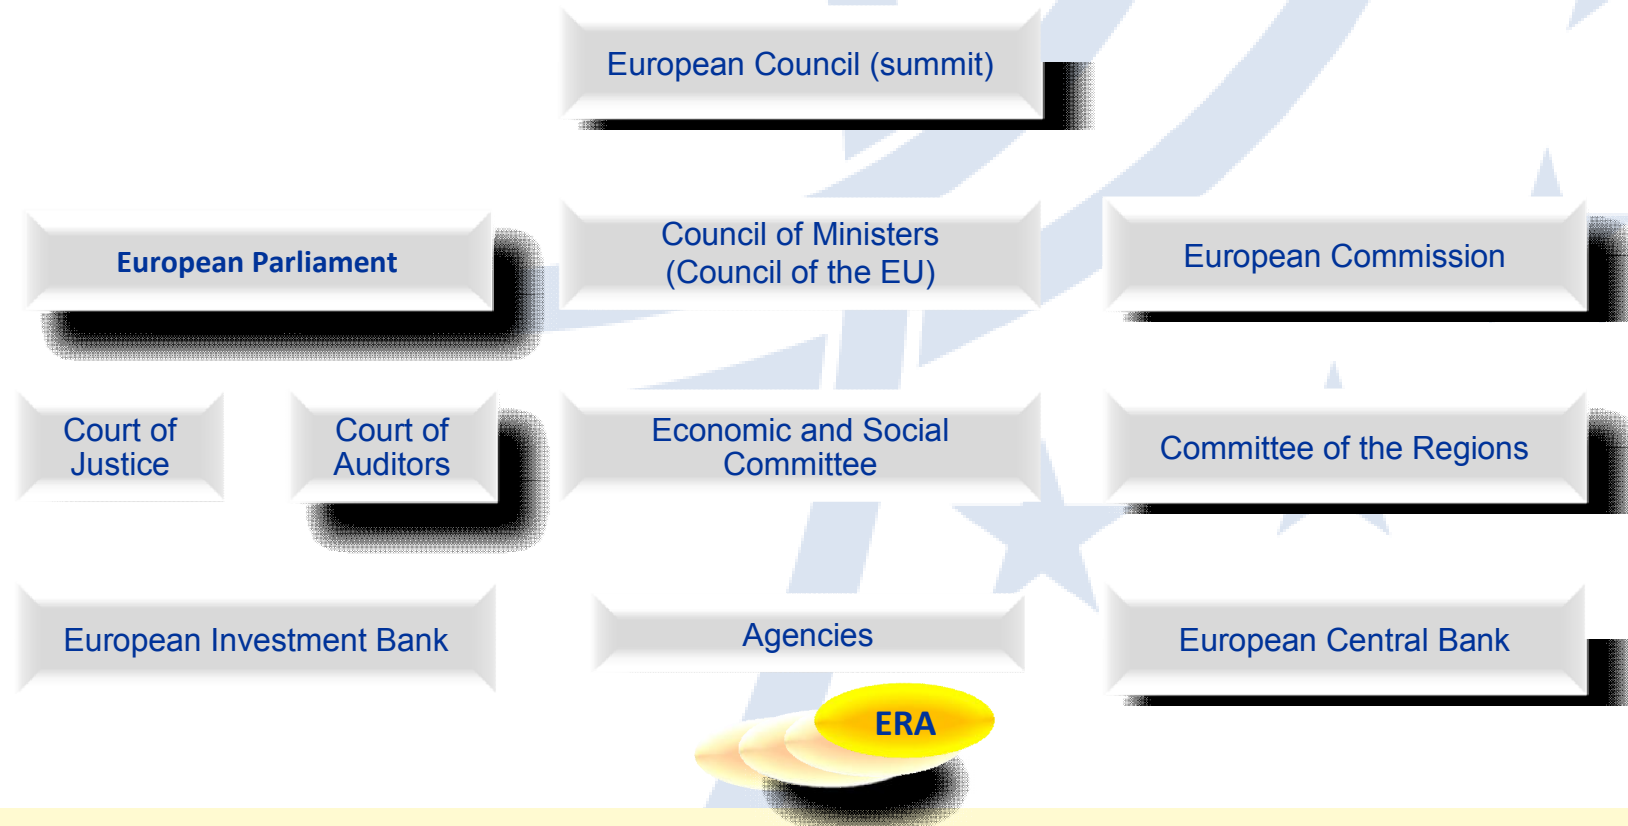 European Council (summit)
European Parliament
Council of Ministers
(Council of the EU)
European Commission
Court of
Justice
Court of
Auditors
Economic and Social
Committee
Committee of the Regions
European Investment Bank
Agencies
European Central Bank
ERA